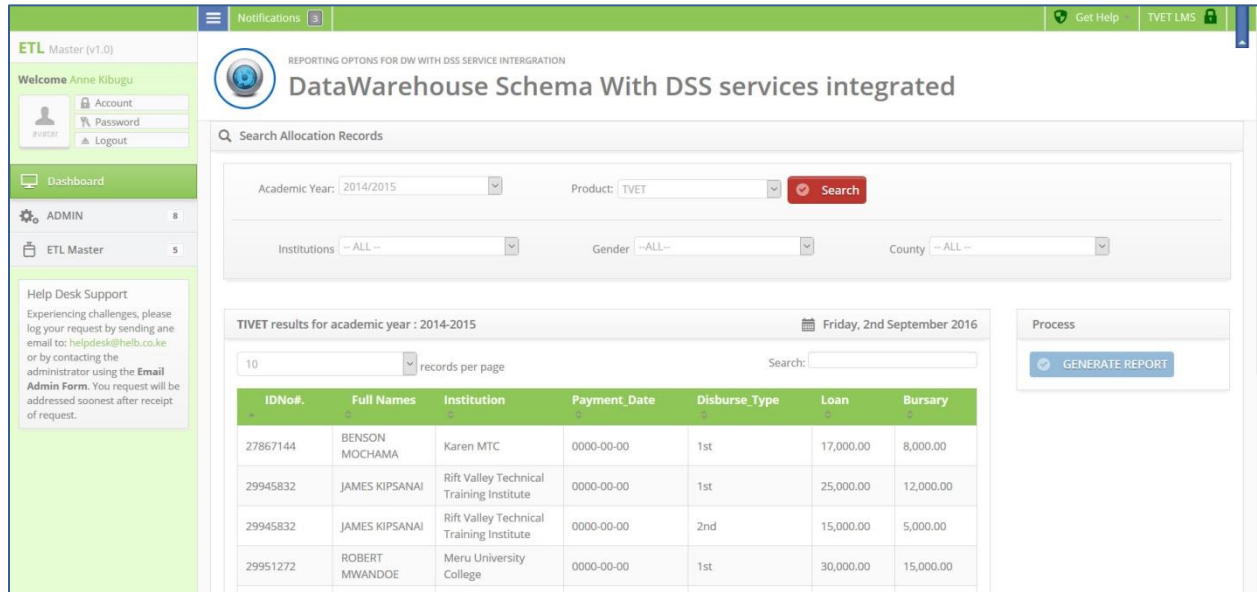 Notifications 3
Get Help
TVET LMS
ETL Master (v1.0)
Welcome Anne Kibugu
avatar
Account
Password
Logout
Dashboard
ADMIN 8
ETL Master 5
Help Desk Support
Experiencing challenges, please
log your request by sending ane
email to: helpdesk@helb.co.ke
or by contacting the
administrator using the Email
Admin Form. You request will be
addressed soonest after receipt
of request.
REPORTING OPTONS FOR DW WITH DSS SERVICE INTERGRATION
DataWarehouse Schema With DSS services integrated
Search Allocation Records
Academic Year: 2014/2015 Product: TVET Search
Institutions -- ALL -- Gender --ALL-- County -- ALL --
TIVET results for academic year : 2014-2015 Friday, 2nd September 2016
10 records per page Search:
IDNo#. Full Names Institution Payment_Date Disburse_Type Loan Bursary
27867144 BENSON MOCHAMA Karen MTC 0000-00-00 1st 17,000.00 8,000.00
29945832 JAMES KIPSANAI Rift Valley Technical Training Institute 0000-00-00 1st 25,000.00 12,000.00
29945832 JAMES KIPSANAI Rift Valley Technical Training Institute 0000-00-00 2nd 15,000.00 5,000.00
29951272 ROBERT MWANDOE Meru University College 0000-00-00 1st 30,000.00 15,000.00
Process
GENERATE REPORT